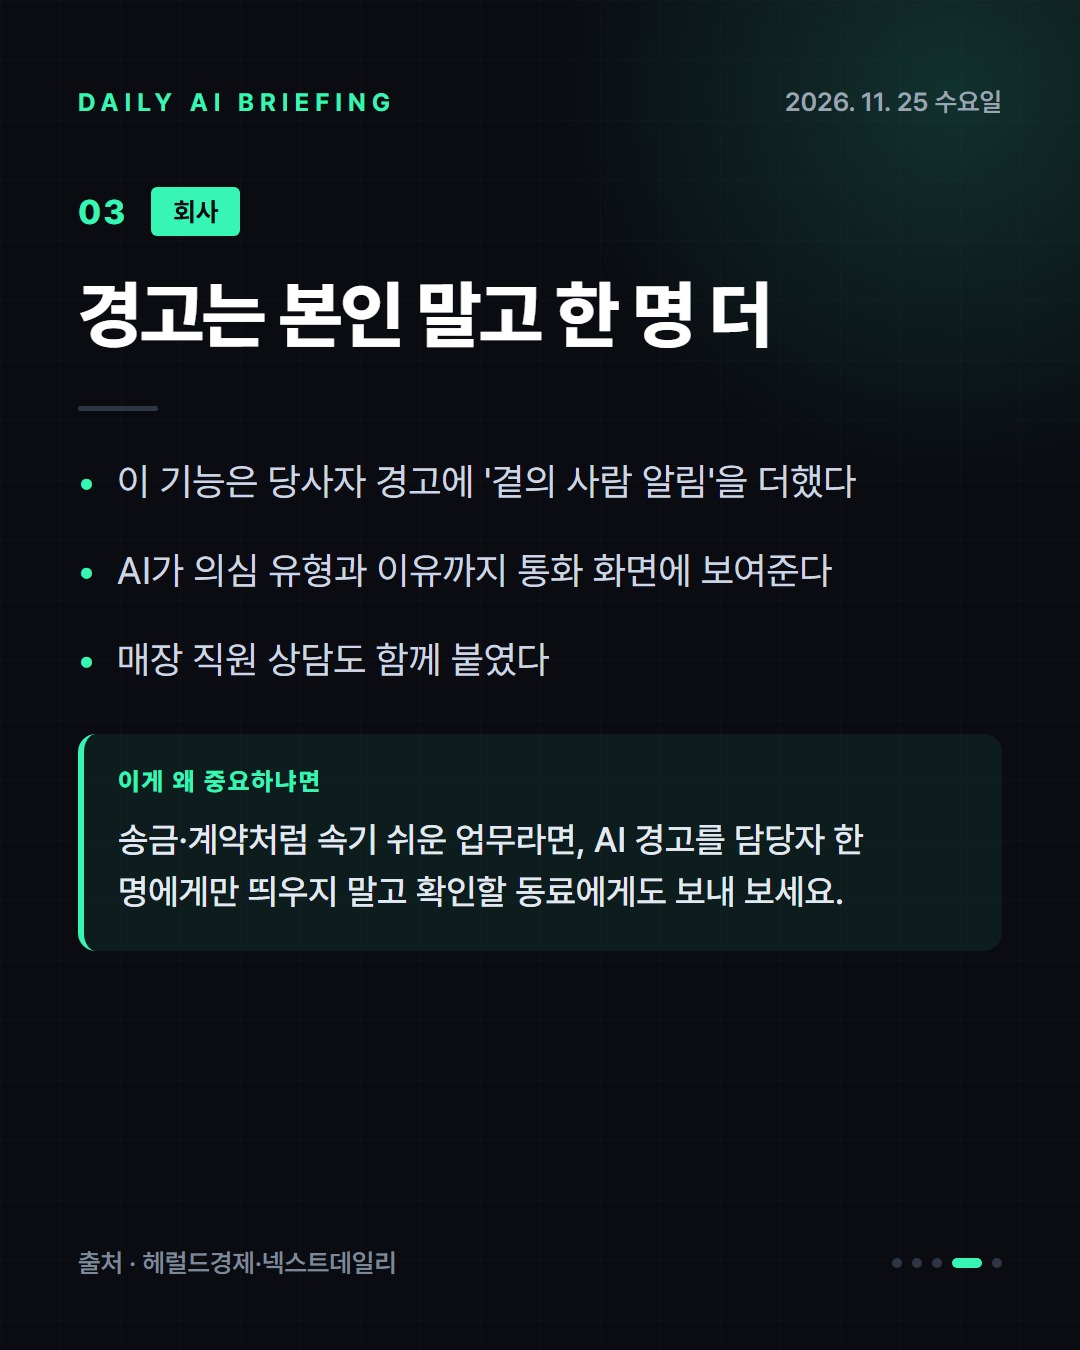 DAILY AI BRIEFING
2026. 11. 25 수요일
03
회사
경고는 본인 말고 한 명 더
• 이 기능은 당사자 경고에 '곁의 사람 알림'을 더했다
• AI가 의심 유형과 이유까지 통화 화면에 보여준다
• 매장 직원 상담도 함께 붙였다
이게 왜 중요하냐면
송금·계약처럼 속기 쉬운 업무라면, AI 경고를 담당자 한
명에게만 띄우지 말고 확인할 동료에게도 보내 보세요.
출처 · 헤럴드경제·넥스트데일리